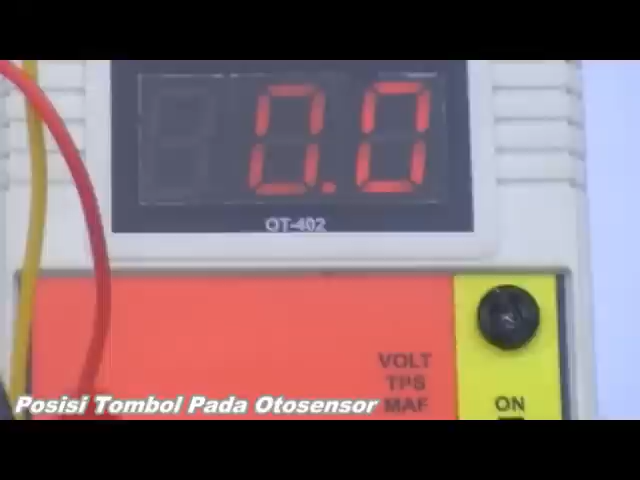 0.0
OT-402
VOLT
TPS
MAF
ON
Posisi Tombol Pada Otosensor